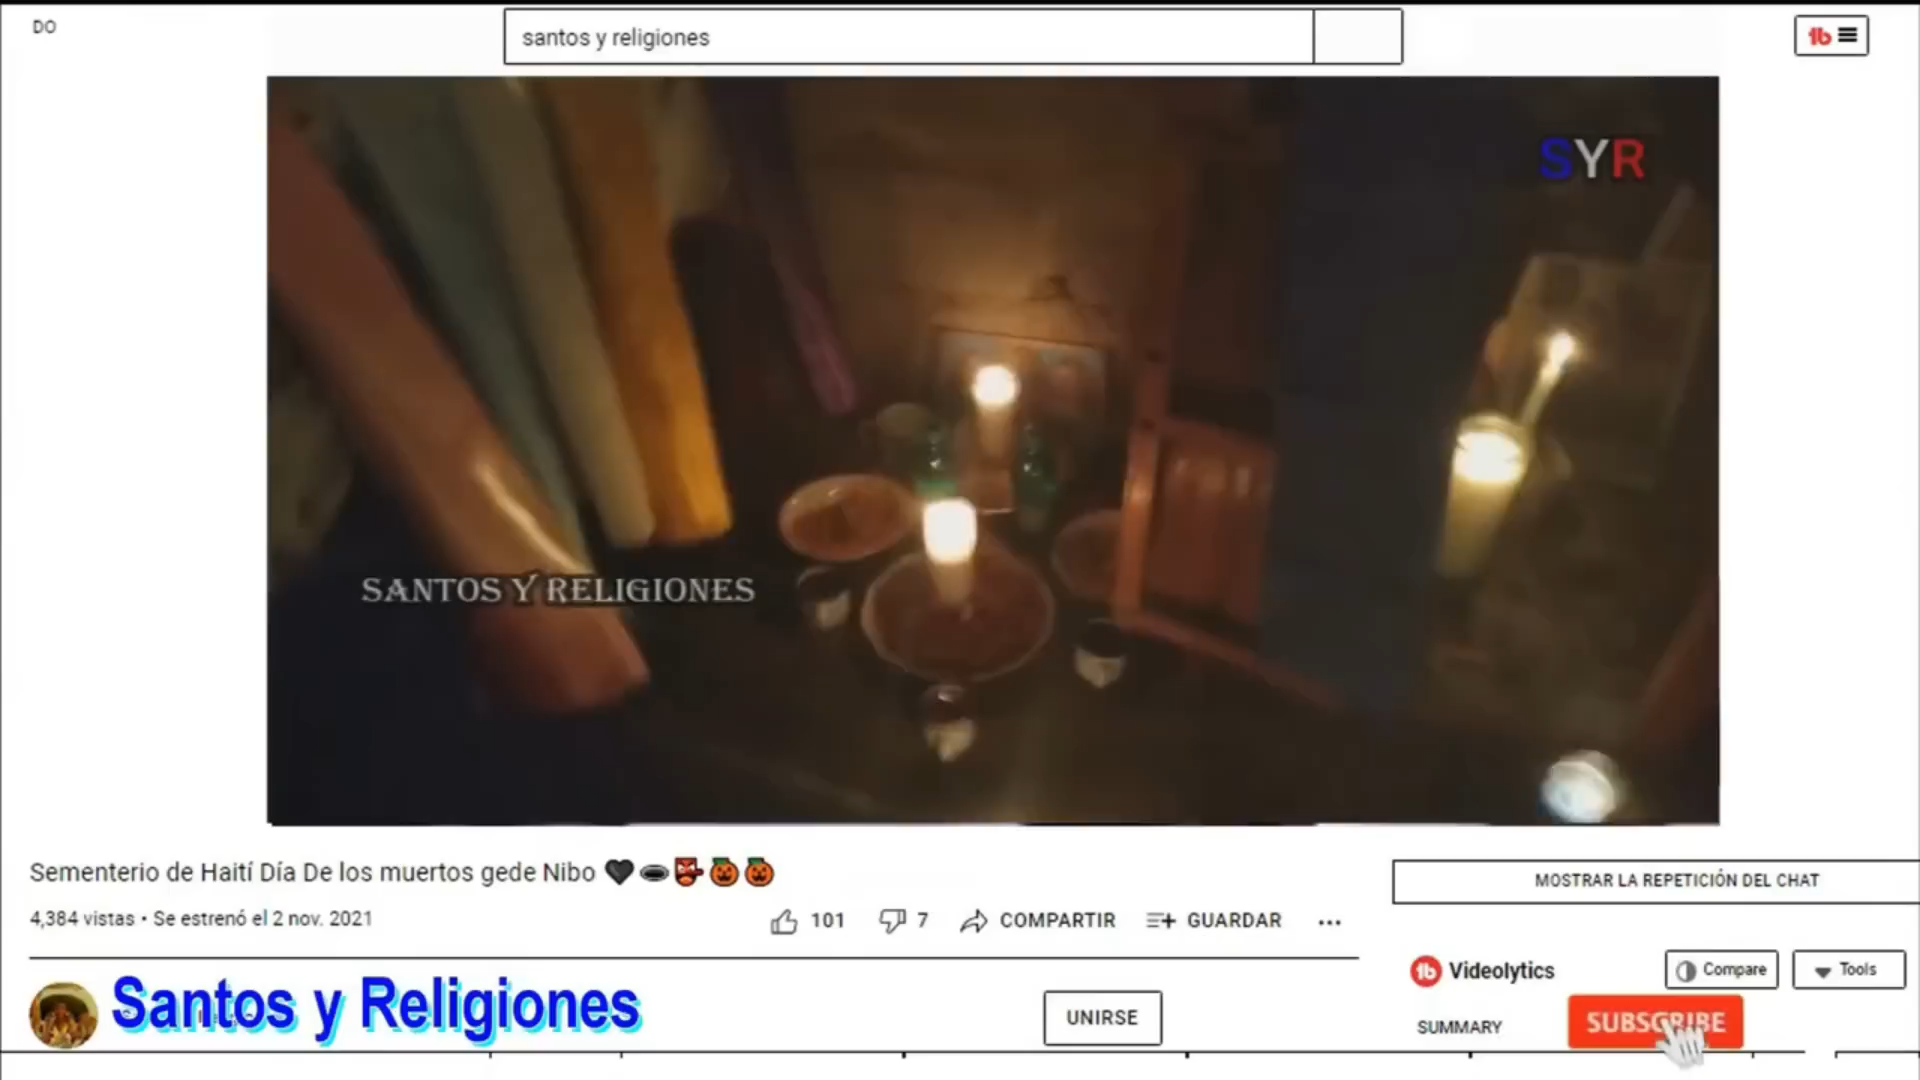 DO
santos y religiones
SYR
SANTOS Y RELIGIONES
Sementerio de Haití Día De los muertos gede Nibo 🖤🕳👺🎃🎃
4,384 vistas • Se estrenó el 2 nov. 2021
101
7
COMPARTIR
GUARDAR
MOSTRAR LA REPETICIÓN DEL CHAT
Santos y Religiones
UNIRSE
Videolytics
Compare
Tools
SUMMARY
SUBSCRIBE